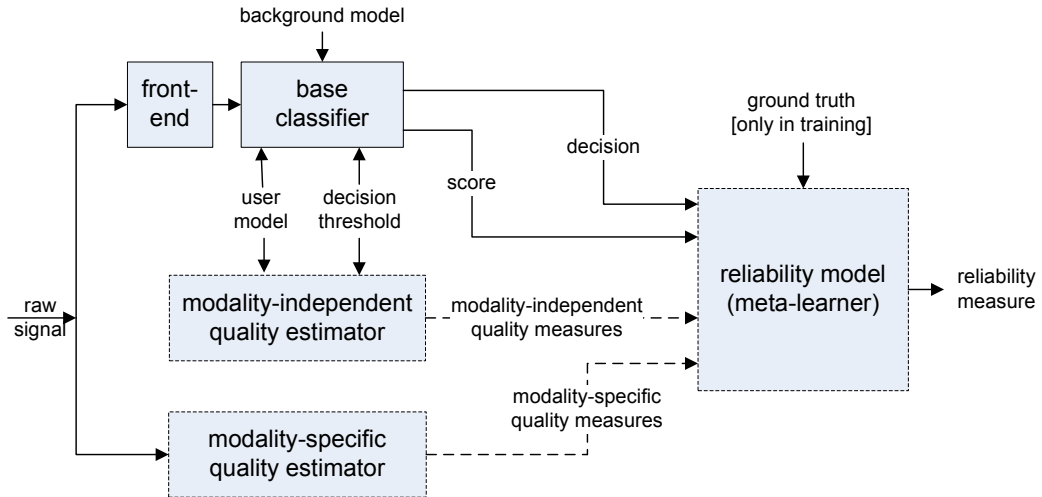 background model
front-
end
base
classifier
ground truth
[only in training]
decision
score
user
model
decision
threshold
reliability model
(meta-learner)
reliability
measure
raw
signal
modality-independent
quality estimator
modality-independent
quality measures
modality-specific
quality measures
modality-specific
quality estimator